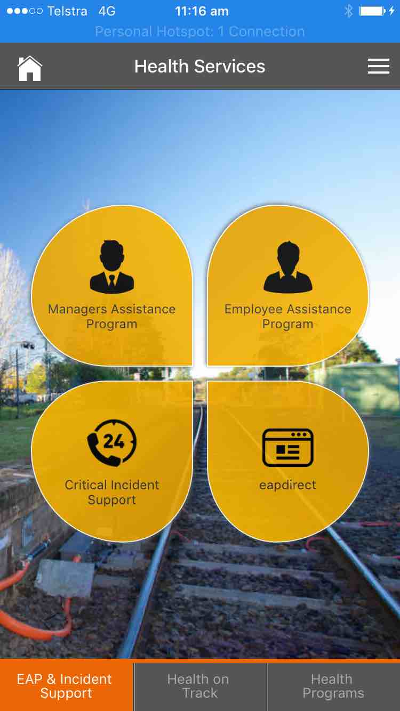 Telstra 4G 11:16 am
Personal Hotspot: 1 Connection
Health Services
Managers Assistance
Program
Employee Assistance
Program
24
Critical Incident
Support
eapdirect
EAP & Incident
Support
Health on
Track
Health
Programs